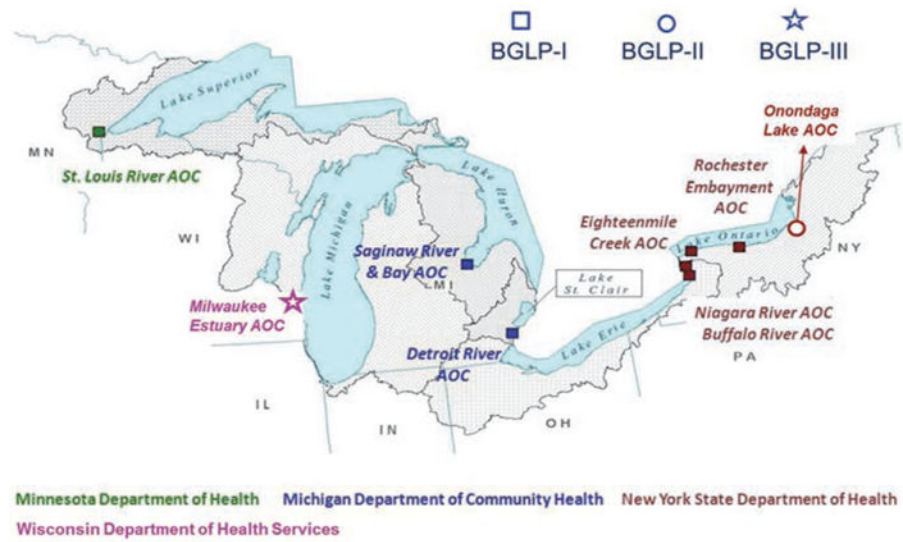 BGLP-I
BGLP-II
BGLP-III
Lake Superior
Onondaga
Lake AOC
MN
St. Louis River AOC
Rochester
Embayment
AOC
Lake Huron
Eighteenmile
Creek AOC
Lake Ontario
NY
WI
Lake Michigan
Saginaw River
& Bay AOC
MI
Lake
St. Clair
Milwaukee
Estuary AOC
Niagara River AOC
Buffalo River AOC
Detroit River
AOC
Lake Erie
PA
IL
IN
OH
Minnesota Department of Health Michigan Department of Community Health New York State Department of Health
Wisconsin Department of Health Services